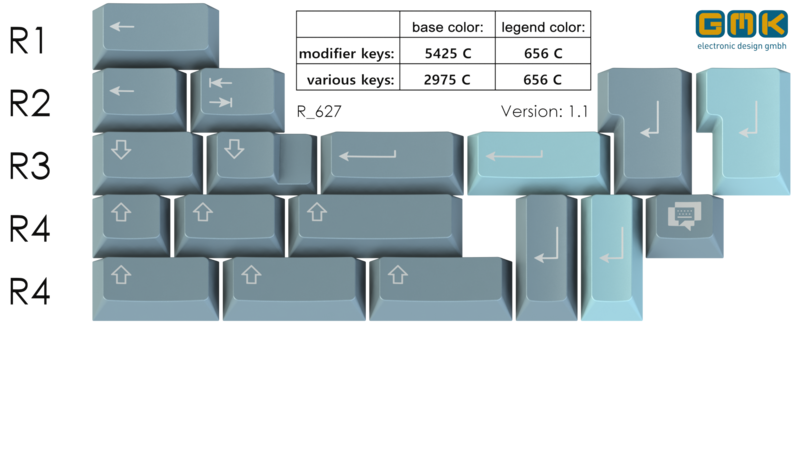 R1
base color: legend color:
modifier keys: 5425 C 656 C
various keys: 2975 C 656 C
GMK
electronic design gmbh
R2
R_627 Version: 1.1
R3
R4
R4